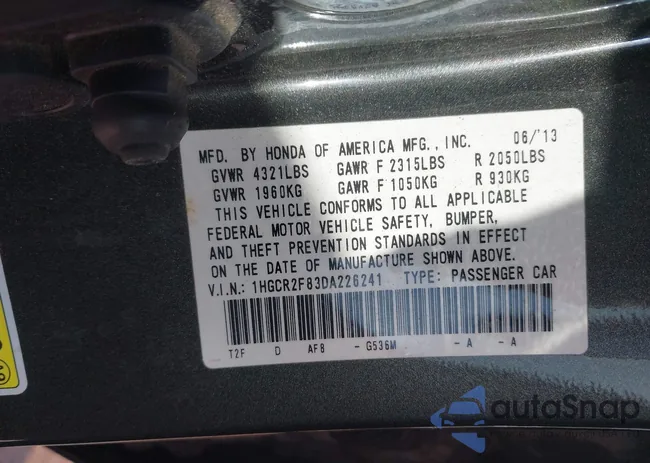 MFD. BY HONDA OF AMERICA MFG., INC. 06/'13
GVWR 4321LBS GAWR F 2315LBS R 2050LBS
GVWR 1960KG GAWR F 1050KG R 930KG
THIS VEHICLE CONFORMS TO ALL APPLICABLE
FEDERAL MOTOR VEHICLE SAFETY, BUMPER,
AND THEFT PREVENTION STANDARDS IN EFFECT
ON THE DATE OF MANUFACTURE SHOWN ABOVE.
V.I.N.: 1HGCR2F83DA226241 TYPE: PASSENGER CAR
T2F D AF8 - G536M - A - A
autoSnap